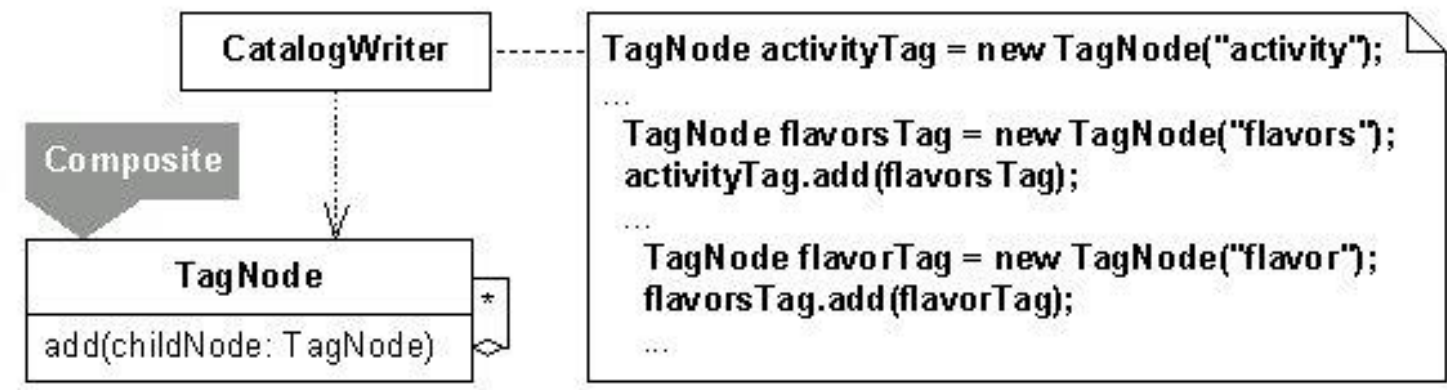 CatalogWriter
TagNode activityTag = new TagNode("activity");
...
TagNode flavorsTag = new TagNode("flavors");
activityTag.add(flavorsTag);
...
TagNode flavorTag = new TagNode("flavor");
flavorsTag.add(flavorTag);
...
Composite
TagNode
*
add(childNode: TagNode)